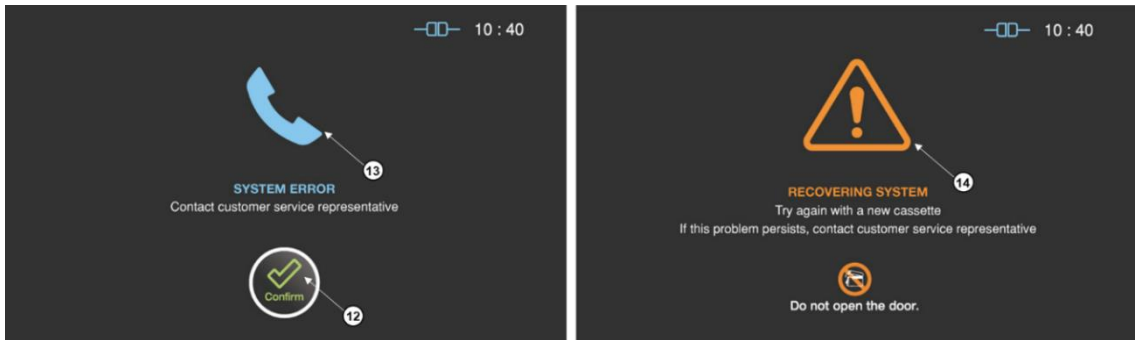 10 : 40
13
SYSTEM ERROR
Contact customer service representative
Confirm
12
10 : 40
14
RECOVERING SYSTEM
Try again with a new cassette
If this problem persists, contact customer service representative
Do not open the door.